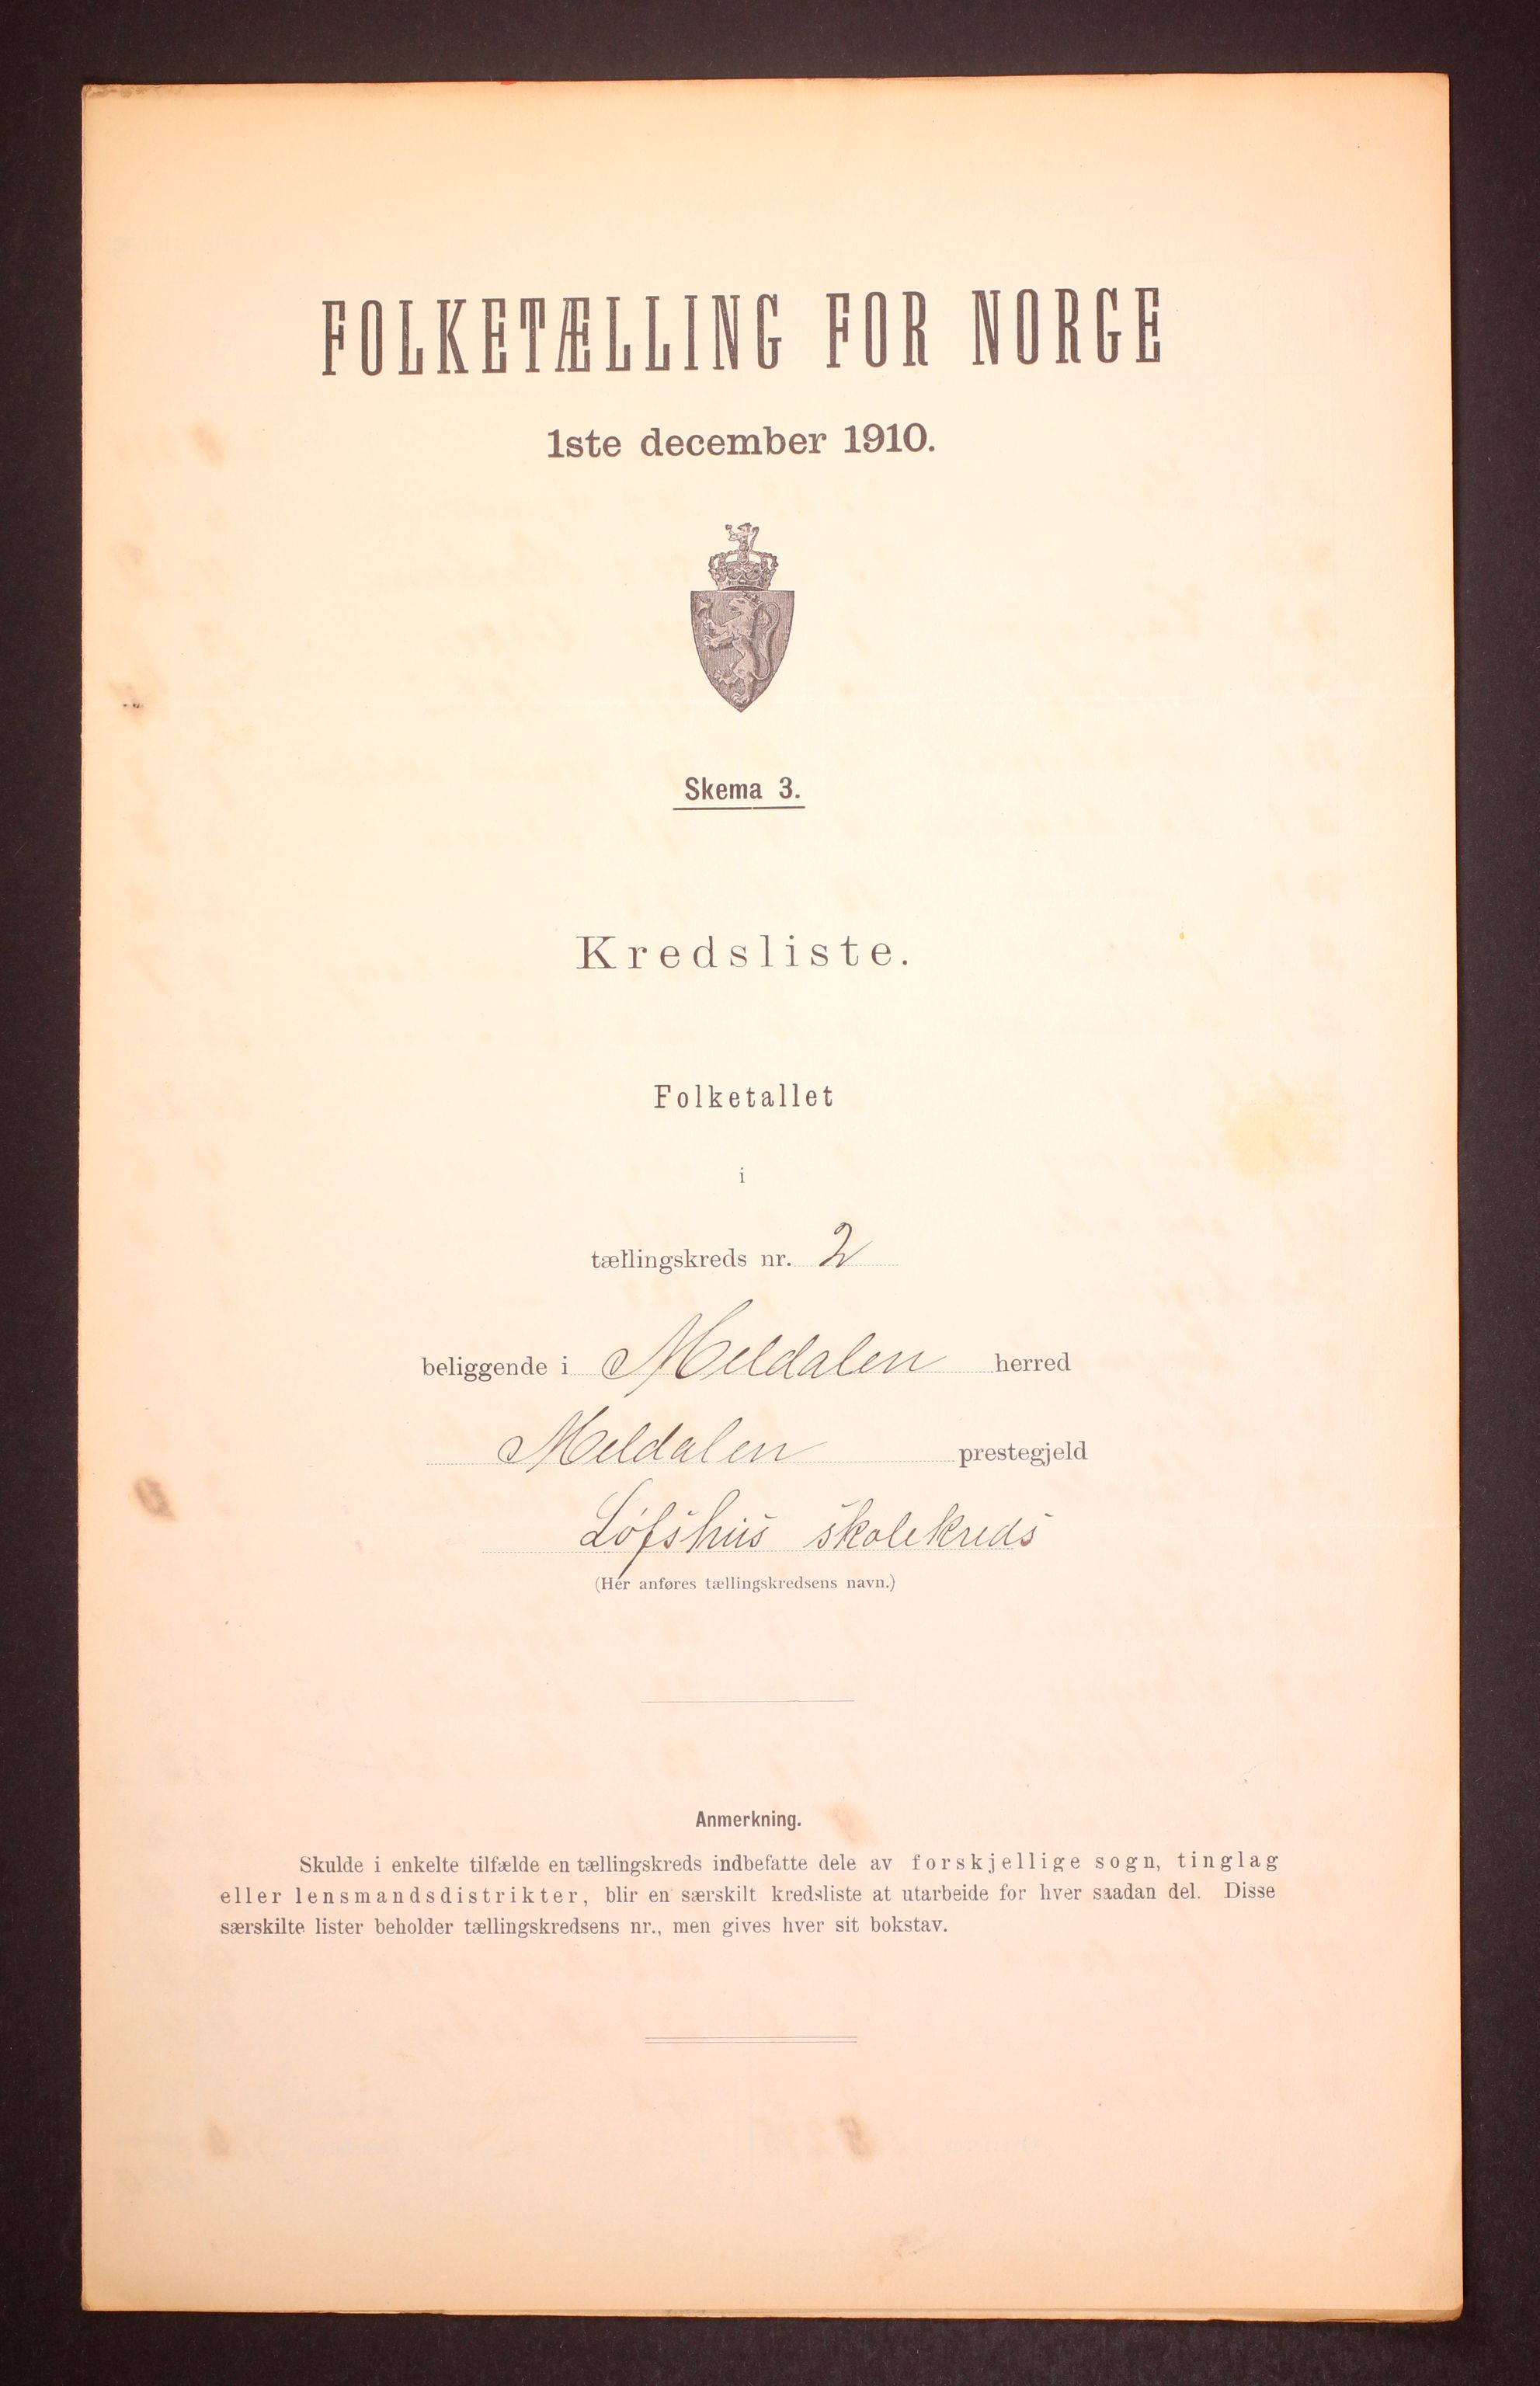 FOLKETÆLLING FOR NORGE
1ste december 1910.
Skema 3.
Kredsliste.
Folketallet
i
tællingskreds nr. 2
beliggende i Meldalen herred
Meldalen prestegjeld
Løfshus skolekreds
(Her anføres tællingskredsens navn.)
Anmerkning.
Skulde i enkelte tilfælde en tællingskreds indbefatte dele av forskjellige sogn, tinglag
eller lensmandsdistrikter, blir en særskilt kredsliste at utarbeide for hver saadan del. Disse
særskilte lister beholder tællingskredsens nr., men gives hver sit bokstav.